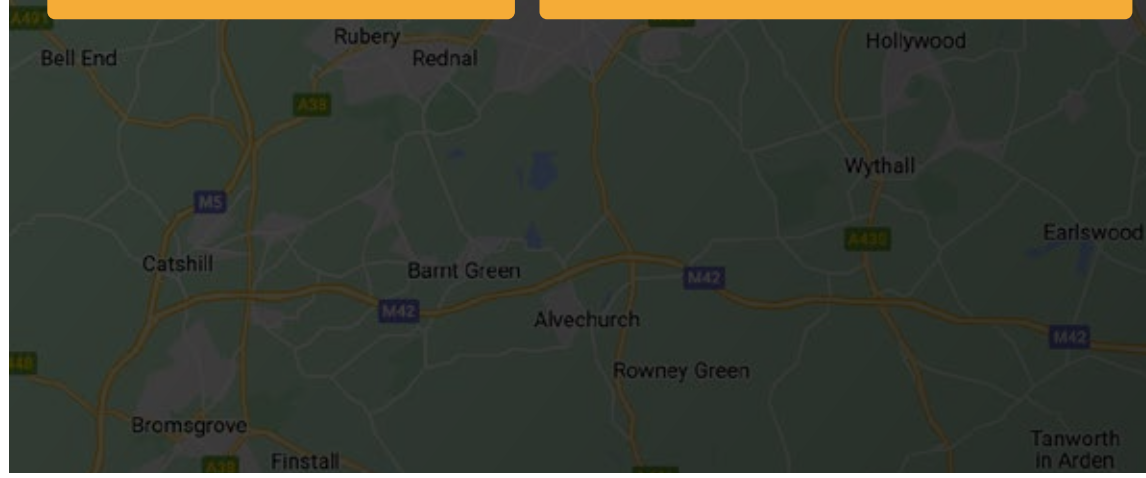 A491
Rubery
Hollywood
Bell End
Rednal
A38
Wythall
M5
A435
Earlswood
Catshill
Barnt Green
M42
M42
Alvechurch
M42
Rowney Green
Bromsgrove
Tanworth
in Arden
Finstall
A38